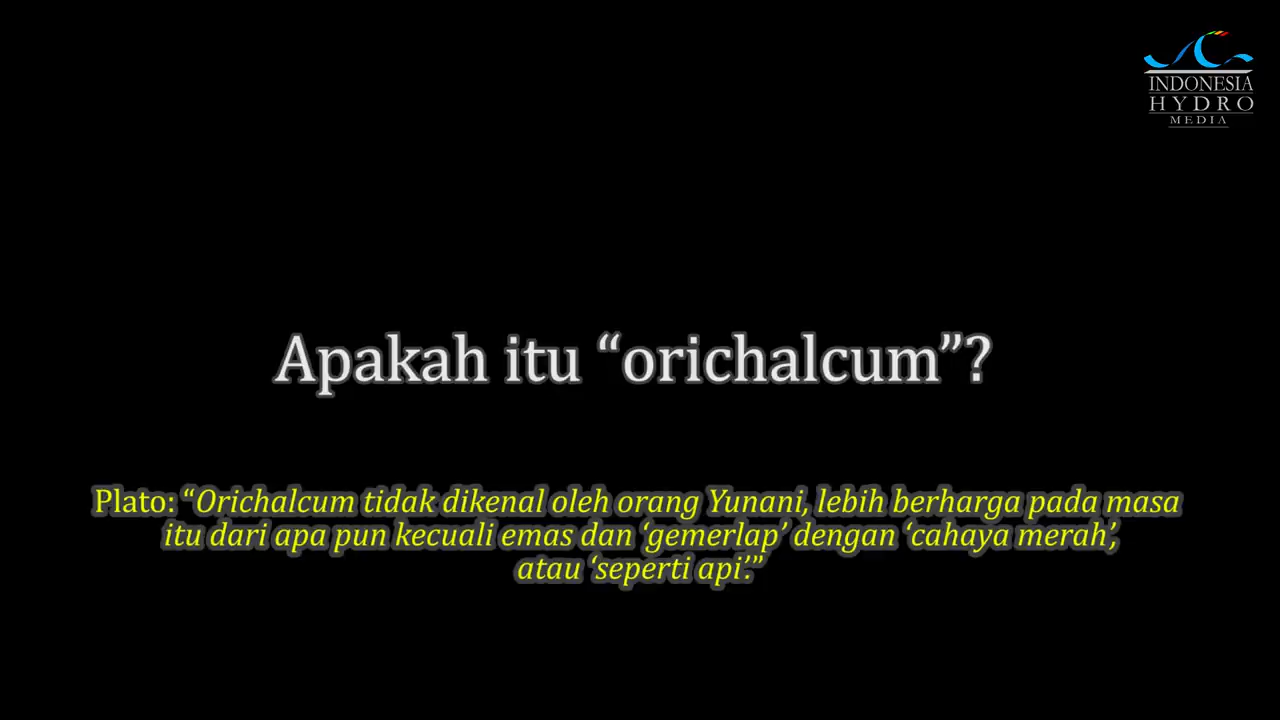 INDONESIA
HYDRO
MEDIA
Apakah itu “orichalcum”?
Plato: “Orichalcum tidak dikenal oleh orang Yunani, lebih berharga pada masa
itu dari apa pun kecuali emas dan ‘gemerlap’ dengan ‘cahaya merah’,
atau ‘seperti api’.”